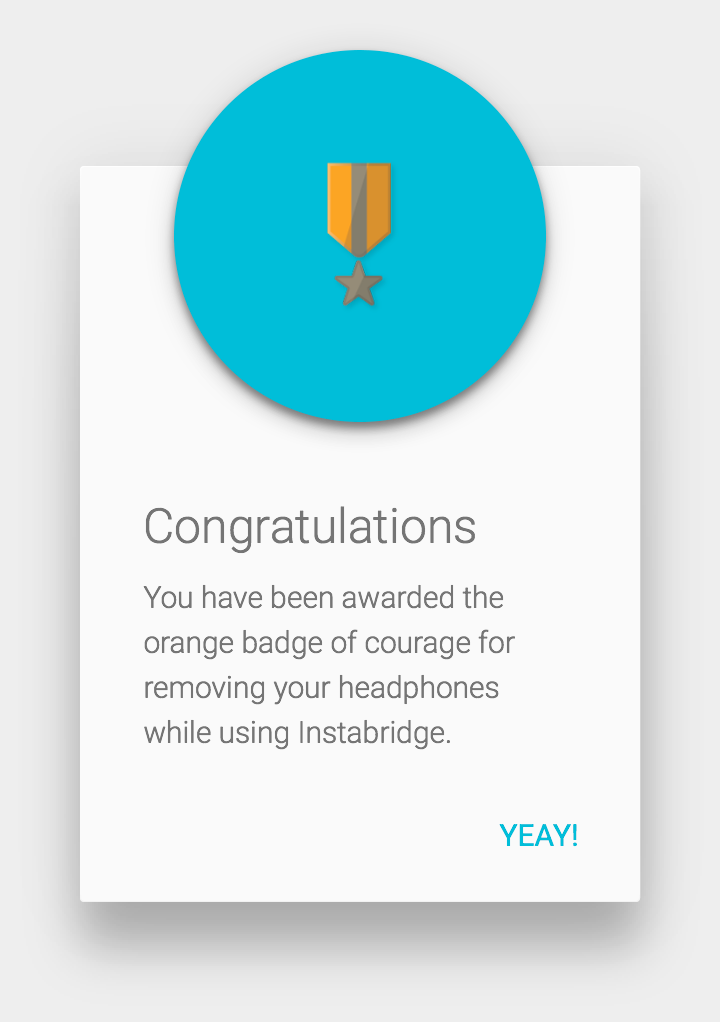 Congratulations
You have been awarded the
orange badge of courage for
removing your headphones
while using Instabridge.
YEAY!